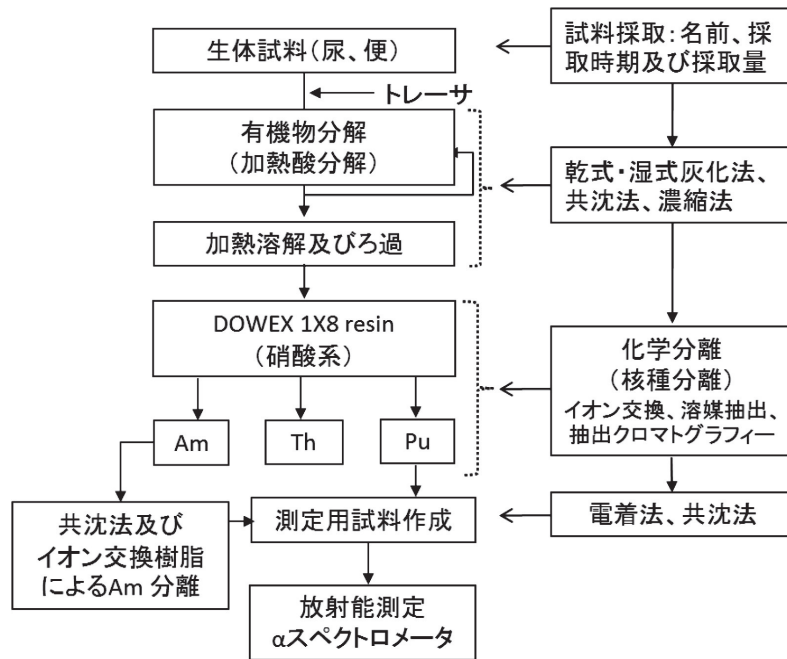 生体試料（尿、便）
トレーサ
有機物分解
（加熱酸分解）
加熱溶解及びろ過
DOWEX 1X8 resin
（硝酸系）
Am
Th
Pu
共沈法及び
イオン交換樹脂
によるAm 分離
測定用試料作成
放射能測定
αスペクトロメータ
試料採取：名前、採
取時期及び採取量
乾式・湿式灰化法、
共沈法、濃縮法
化学分離
（核種分離）
イオン交換、溶媒抽出、
抽出クロマトグラフィー
電着法、共沈法